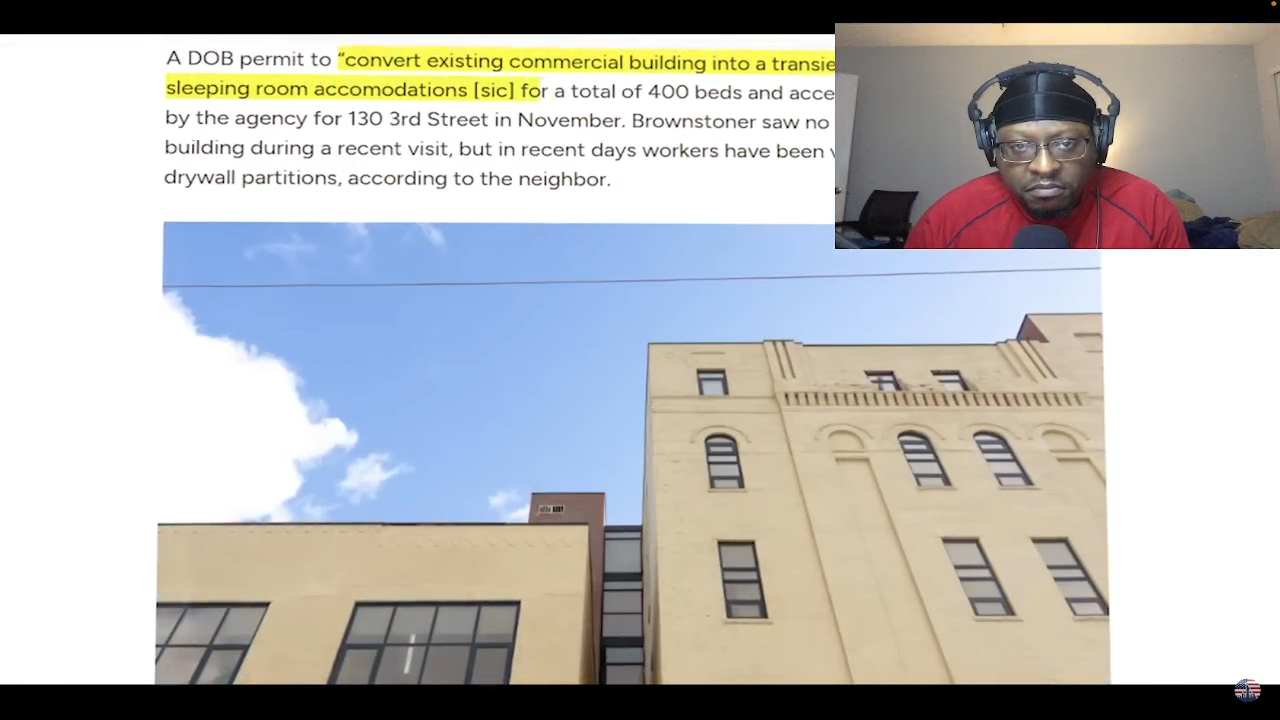 A DOB permit to “convert existing commercial building into a
sleeping room accomodations [sic] for a total of 400 beds and
by the agency for 130 3rd Street in November. Brownstoner saw no
building during a recent visit, but in recent days workers have been
drywall partitions, according to the neighbor.